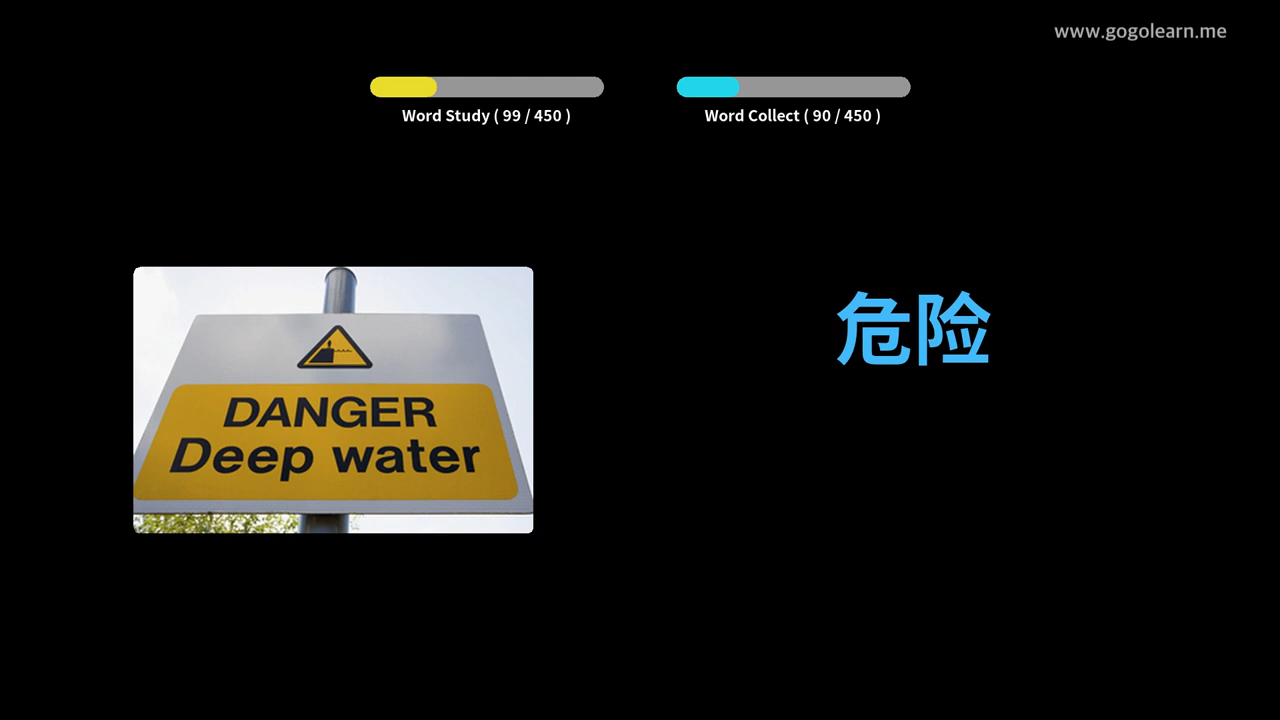 www.gogolearn.me
Word Study ( 99 / 450 )
Word Collect ( 90 / 450 )
危险
DANGER
Deep water